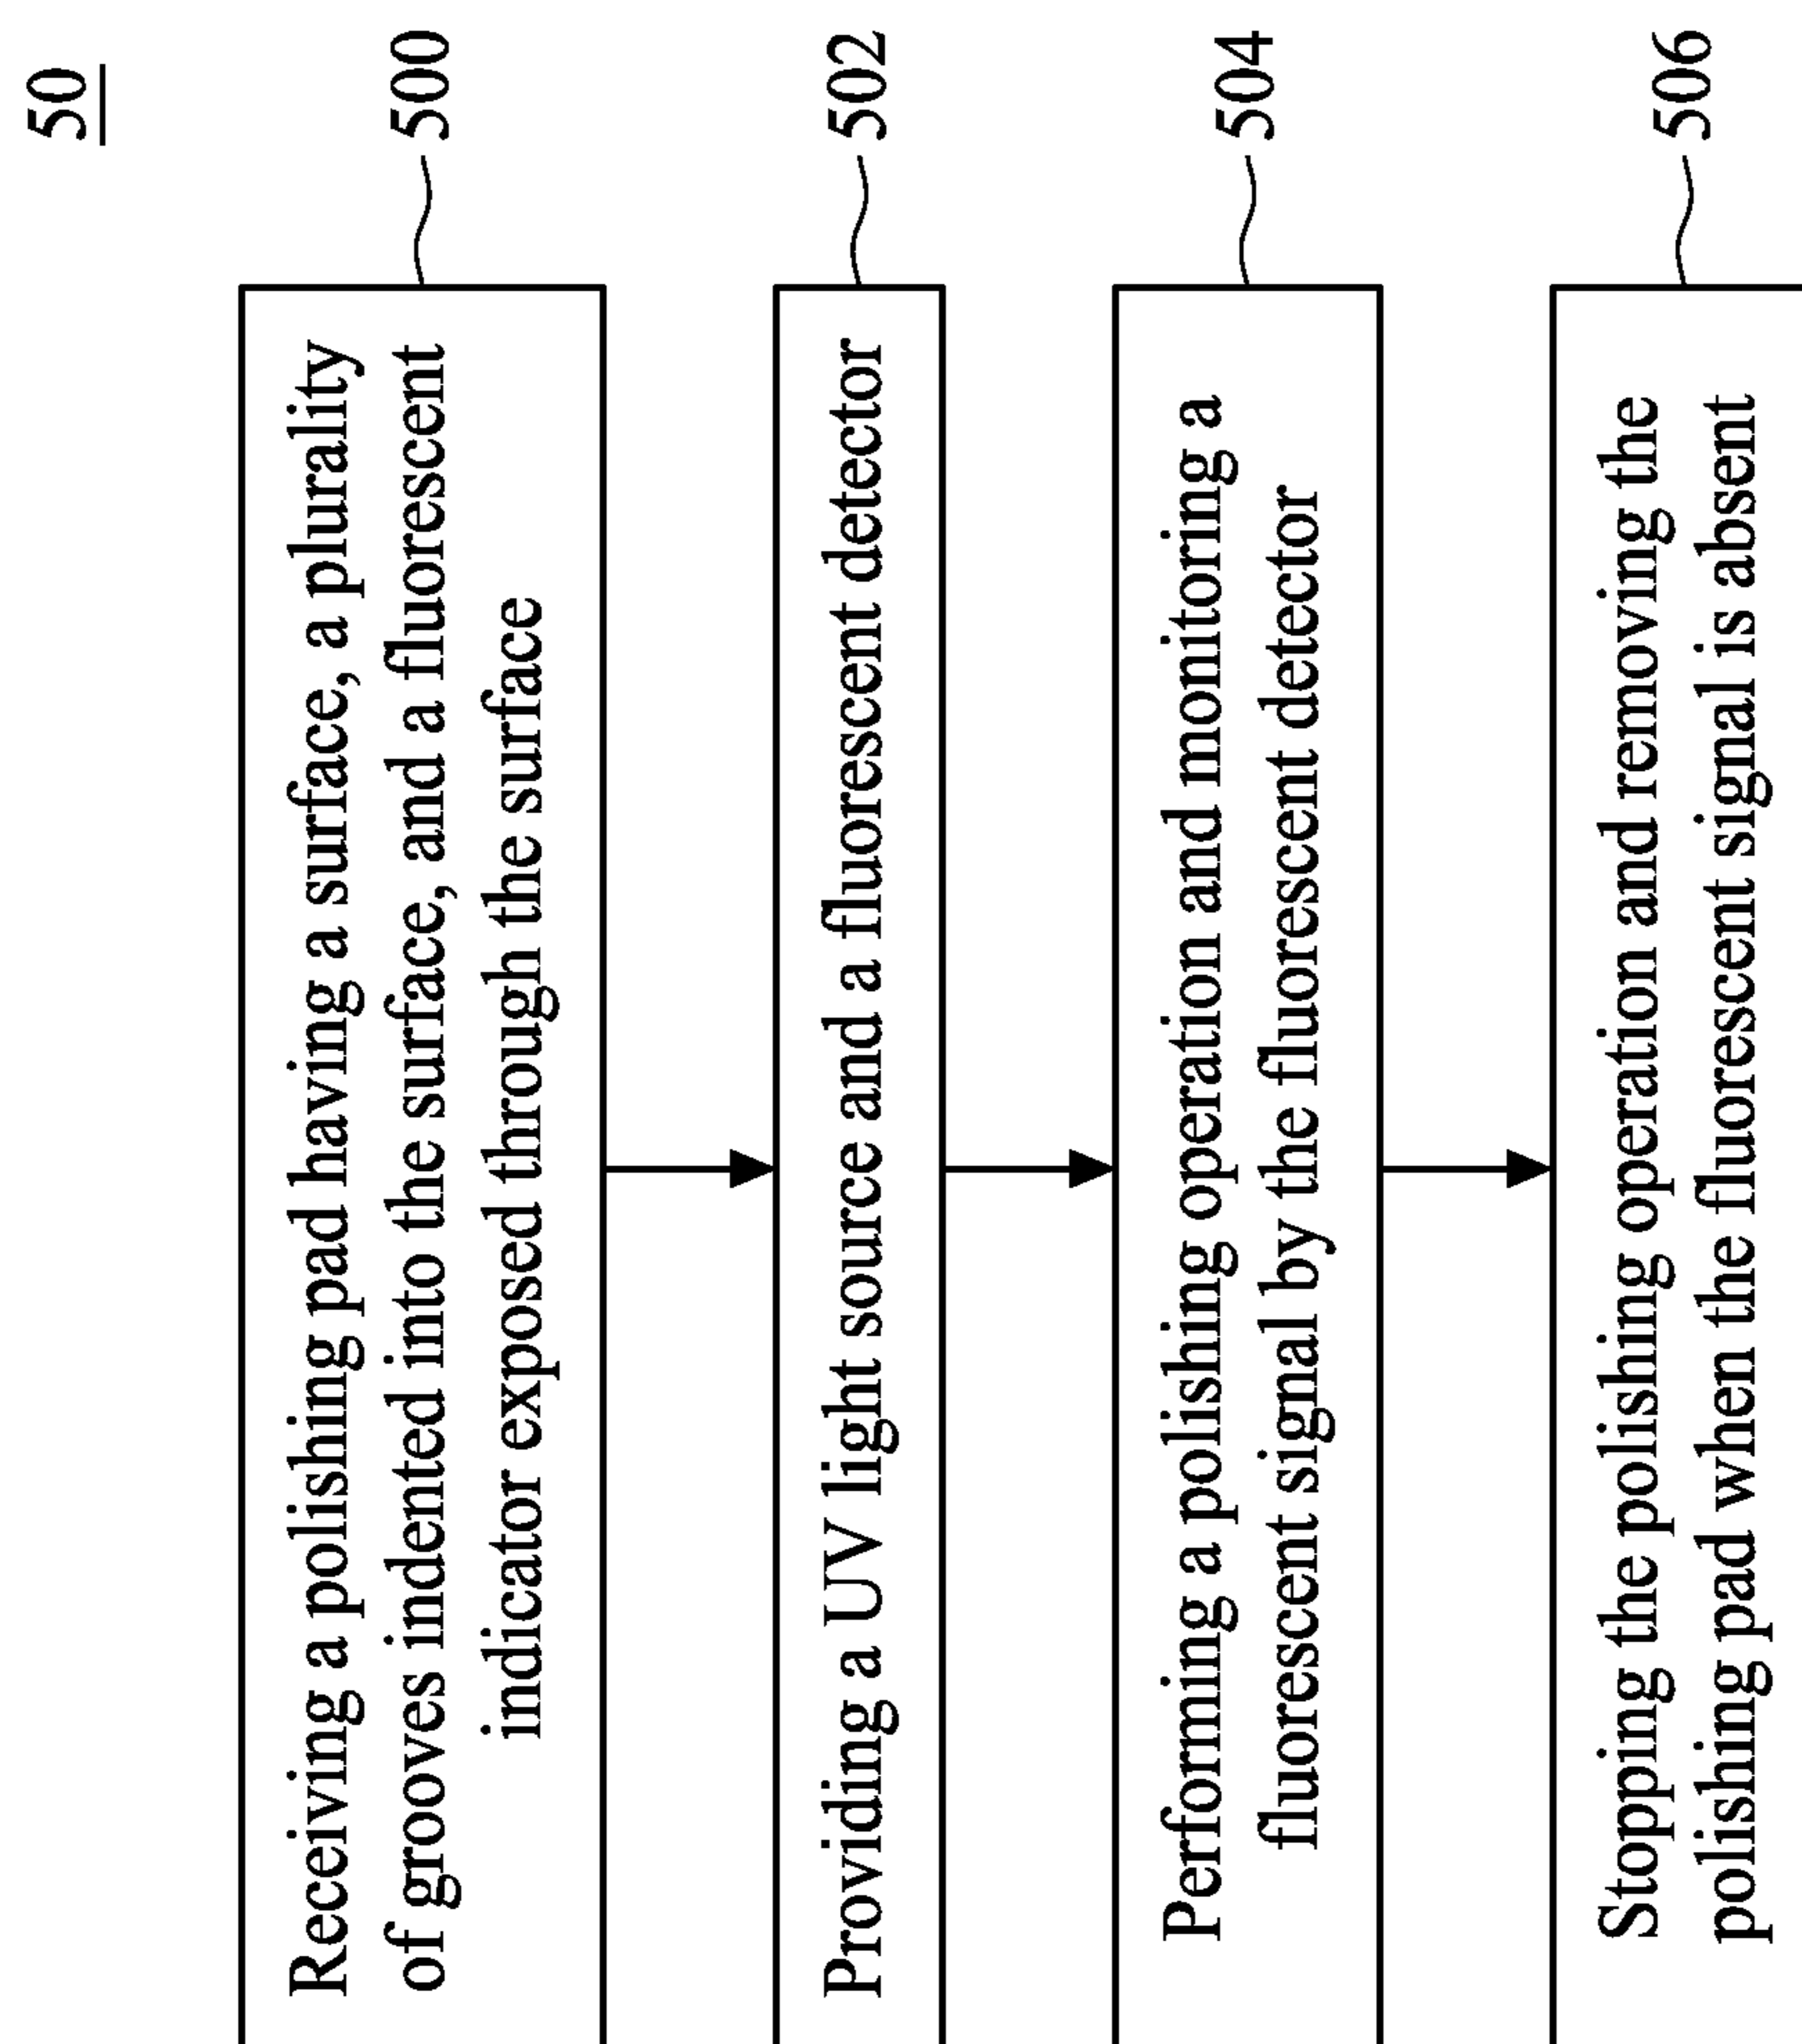 50
Receiving a polishing pad having a surface, a plurality
of grooves indented into the surface, and a fluorescent
indicator exposed through the surface
500
Providing a UV light source and a fluorescent detector
502
Performing a polishing operation and monitoring a
fluorescent signal by the fluorescent detector
504
Stopping the polishing operation and removing the
polishing pad when the fluorescent signal is absent
506